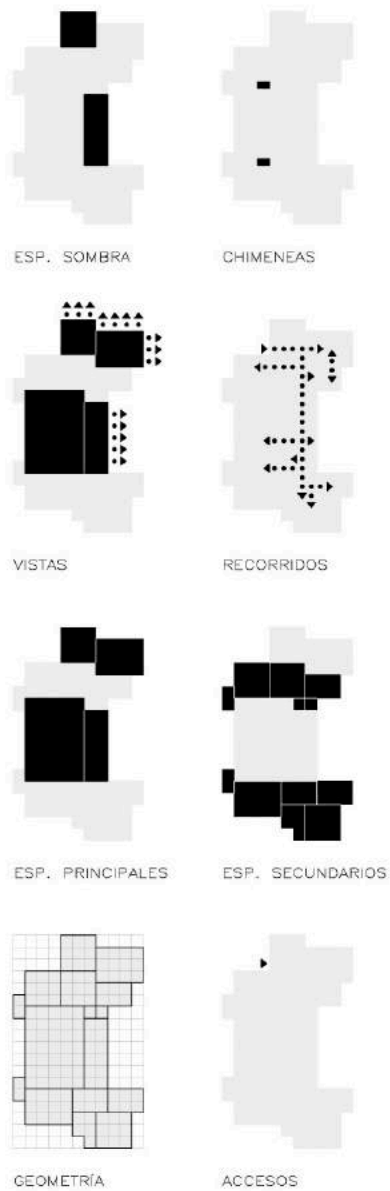 ESP. SOMBRA
CHIMENEAS
VISTAS
RECORRIDOS
ESP. PRINCIPALES
ESP. SECUNDARIOS
GEOMETRÍA
ACCESOS